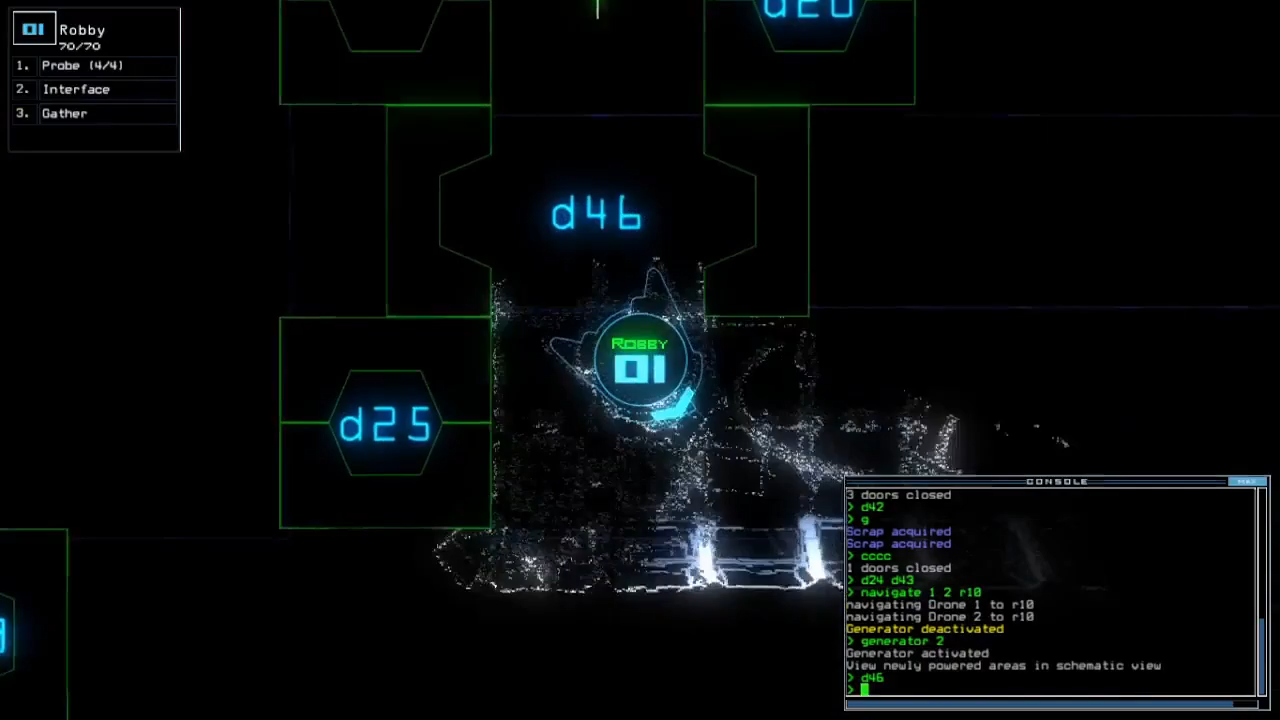 01 Robby
70/70
1. Probe (4/4)
2. Interface
3. Gather
d20
d46
Robby
01
d25
CONSOLE
3 doors closed
> d42
> g
Scrap acquired
Scrap acquired
> cccc
1 doors closed
> d24 d43
> navigate 1 2 r10
navigating Drone 1 to r10
navigating Drone 2 to r10
Generator deactivated
> generator 2
Generator activated
View newly powered areas in schematic view
> d46
>